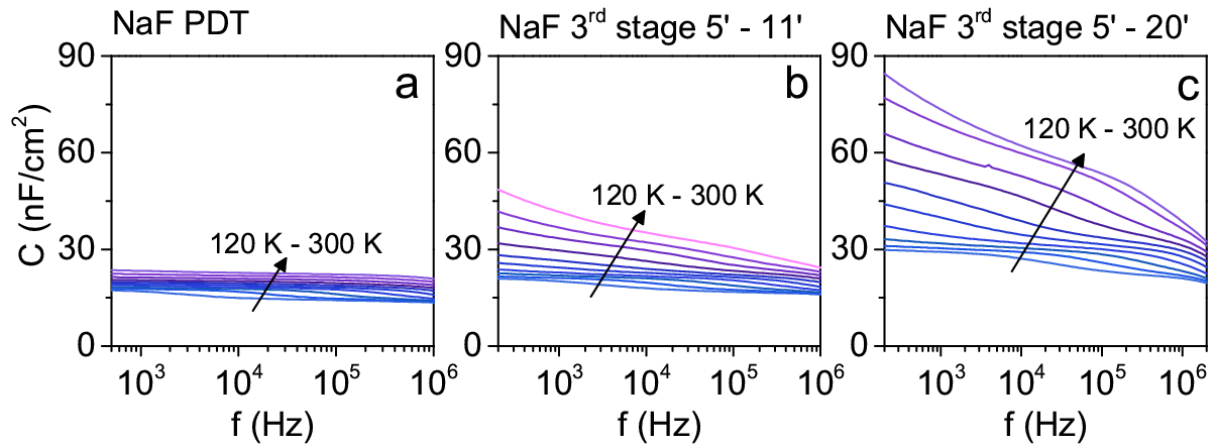 NaF PDT
NaF 3rd stage 5' - 11'
NaF 3rd stage 5' - 20'
a
b
c
C (nF/cm2)
90
60
30
0
120 K - 300 K
10^3 10^4 10^5 10^6
f (Hz)
90
60
30
0
120 K - 300 K
10^3 10^4 10^5 10^6
f (Hz)
90
60
30
0
120 K - 300 K
10^3 10^4 10^5 10^6
f (Hz)